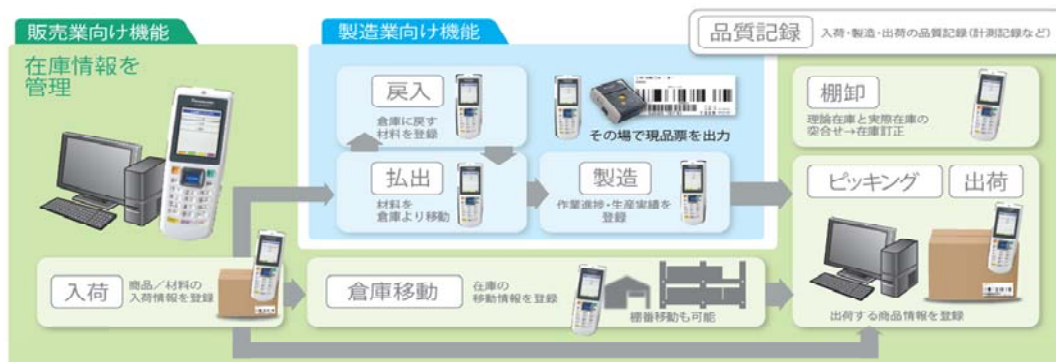 販売業向け機能
製造業向け機能
品質記録
入荷・製造・出荷の品質記録(計測記録など)
在庫情報を
管理
戻入
倉庫に戻す
材料を登録
その場で現品票を出力
棚卸
理論在庫と実際在庫の
突合せ→在庫訂正
払出
材料を
倉庫より移動
製造
作業進捗・生産実績を
登録
ピッキング
出荷
出荷する商品情報を登録
入荷
商品／材料の
入荷情報を登録
倉庫移動
在庫の
移動情報を登録
棚番移動も可能